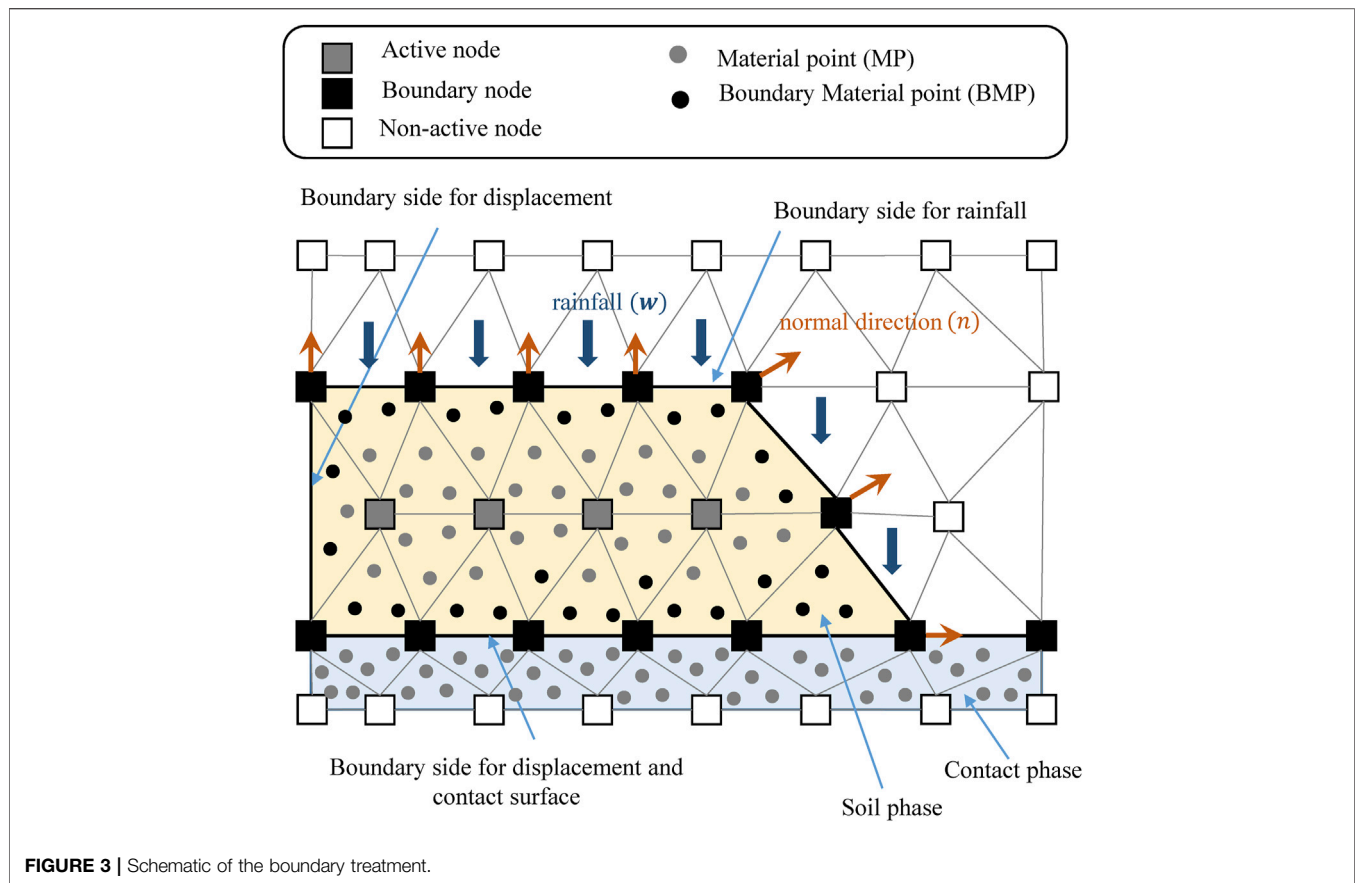 Active node
Boundary node
Non-active node
Material point (MP)
Boundary Material point (BMP)
Boundary side for displacement
Boundary side for rainfall
rainfall (w)
normal direction (n)
Boundary side for displacement and
contact surface
Contact phase
Soil phase
FIGURE 3 | Schematic of the boundary treatment.